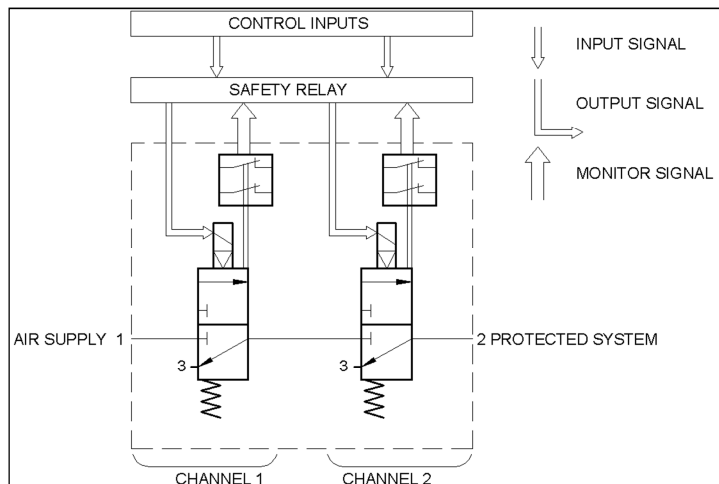 CONTROL INPUTS
INPUT SIGNAL
SAFETY RELAY
OUTPUT SIGNAL
MONITOR SIGNAL
AIR SUPPLY 1
2 PROTECTED SYSTEM
3
3
CHANNEL 1
CHANNEL 2